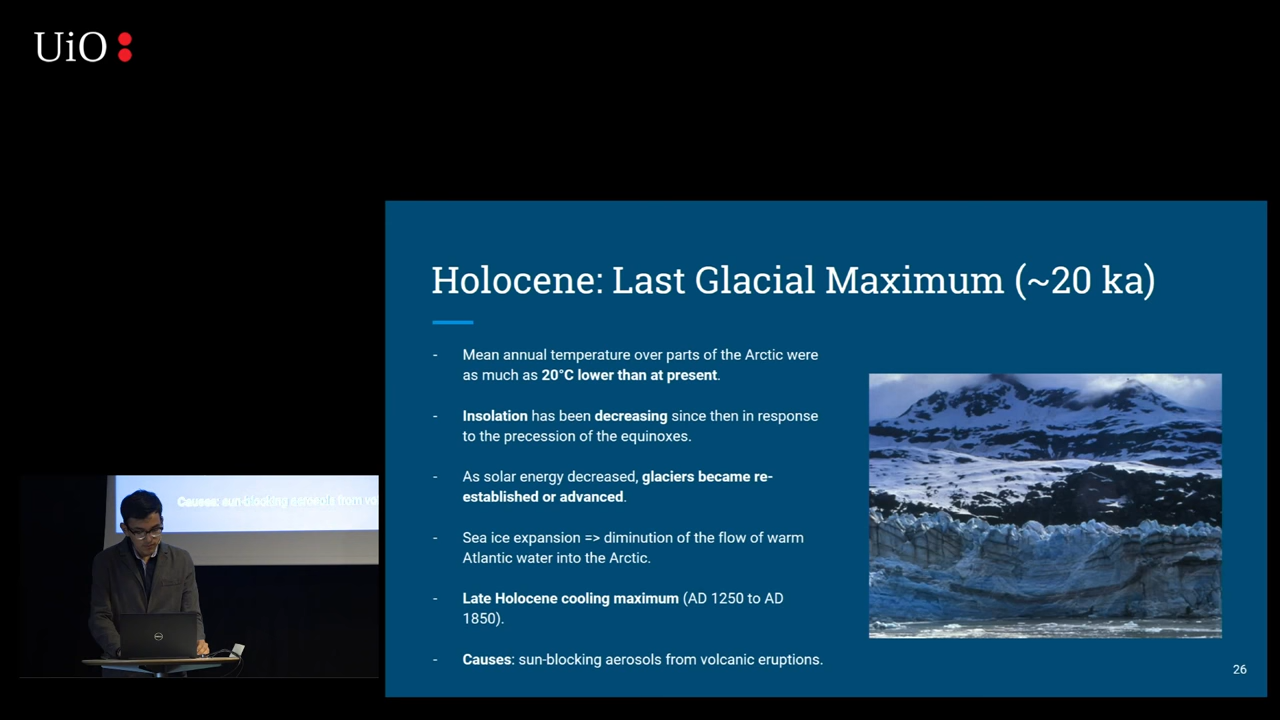 UiO
Holocene: Last Glacial Maximum (~20 ka)
- Mean annual temperature over parts of the Arctic were
as much as 20°C lower than at present.
- Insolation has been decreasing since then in response
to the precession of the equinoxes.
- As solar energy decreased, glaciers became re-
established or advanced.
- Sea ice expansion => diminution of the flow of warm
Atlantic water into the Arctic.
- Late Holocene cooling maximum (AD 1250 to AD
1850).
- Causes: sun-blocking aerosols from volcanic eruptions.
26
Causes: sun-blocking aerosols from vo
DELL